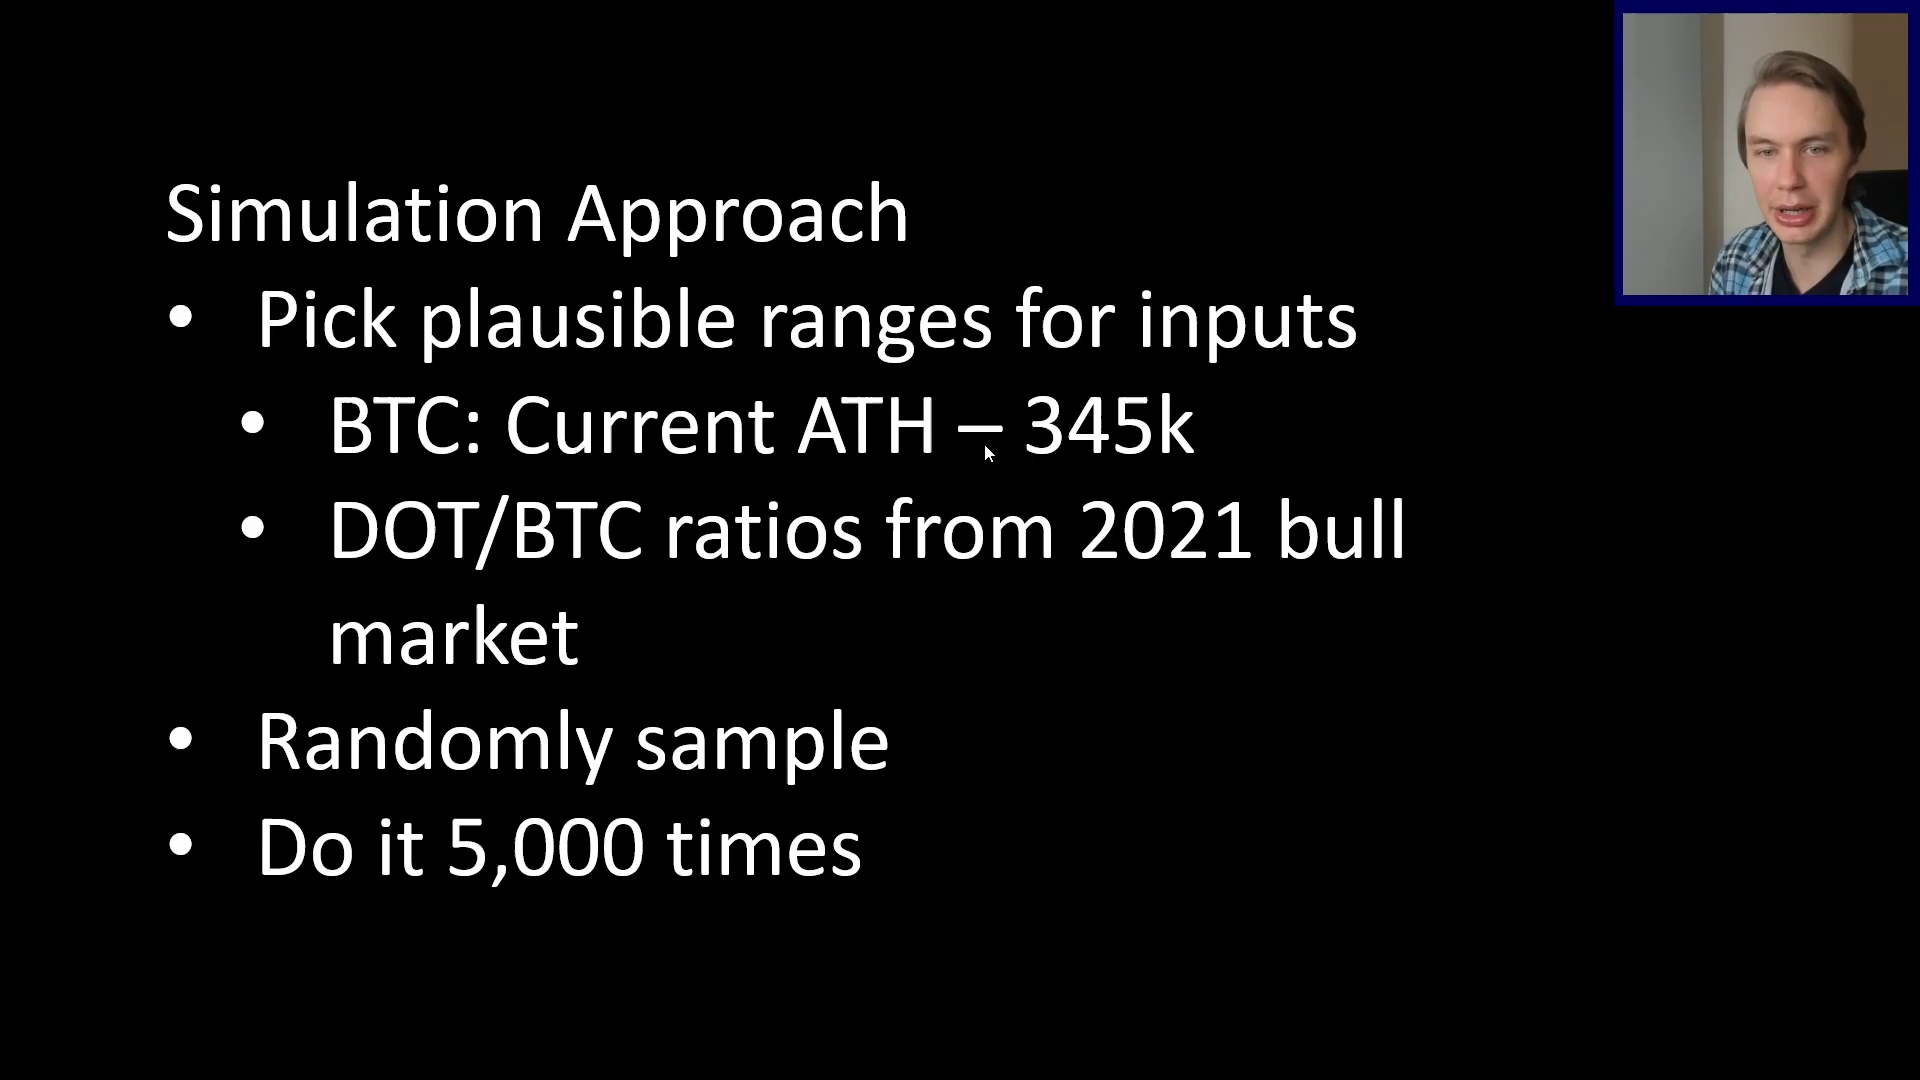 Simulation Approach
• Pick plausible ranges for inputs
• BTC: Current ATH – 345k
• DOT/BTC ratios from 2021 bull
market
• Randomly sample
• Do it 5,000 times